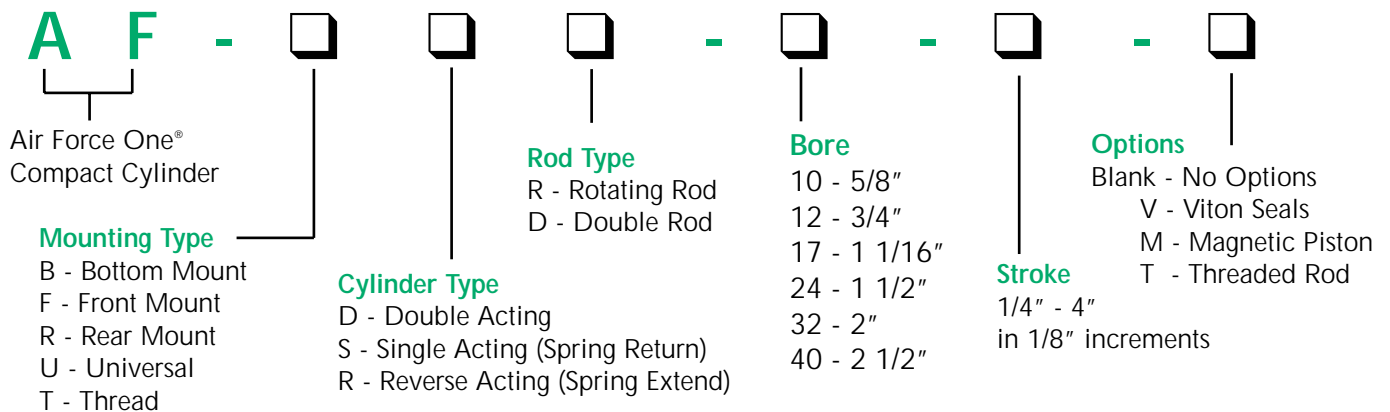 A F - - - -
Air Force One®
Compact Cylinder
Mounting Type
B - Bottom Mount
F - Front Mount
R - Rear Mount
U - Universal
T - Thread
Cylinder Type
D - Double Acting
S - Single Acting (Spring Return)
R - Reverse Acting (Spring Extend)
Rod Type
R - Rotating Rod
D - Double Rod
Bore
10 - 5/8"
12 - 3/4"
17 - 1 1/16"
24 - 1 1/2"
32 - 2"
40 - 2 1/2"
Stroke
1/4" - 4"
in 1/8" increments
Options
Blank - No Options
V - Viton Seals
M - Magnetic Piston
T - Threaded Rod